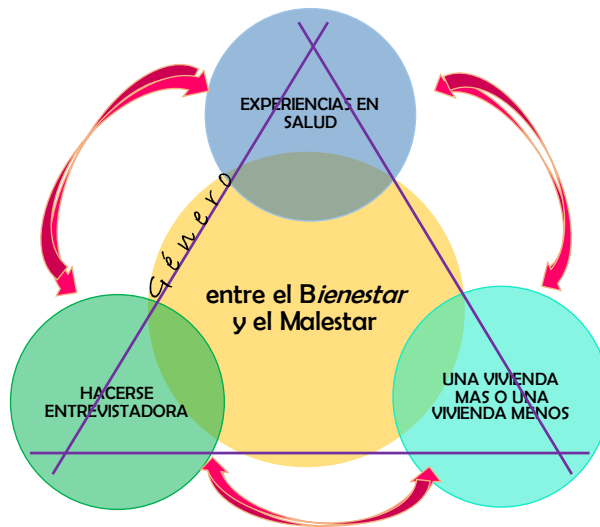 EXPERIENCIAS EN
SALUD
Género
entre el Bienestar
y el Malestar
HACERSE
ENTREVISTADORA
UNA VIVIENDA
MAS O UNA
VIVIENDA MENOS